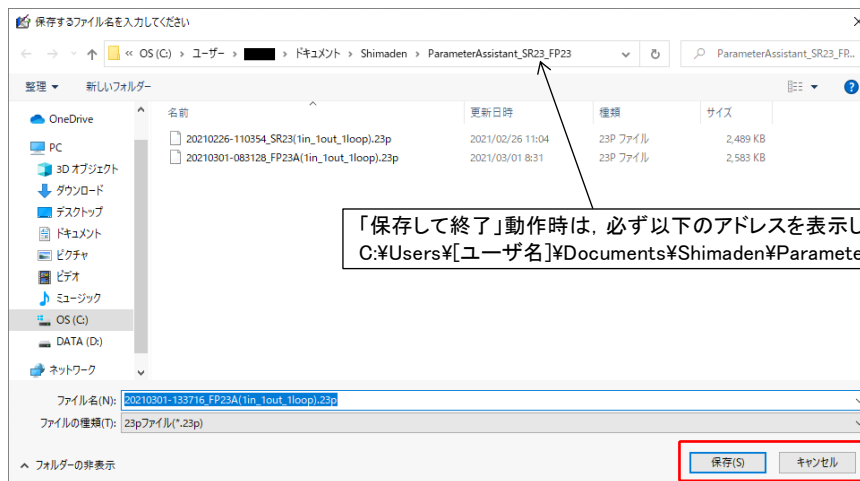 保存するファイル名を入力してください
« OS (C:) › ユーザー › › ドキュメント › Shimaden › ParameterAssistant_SR23_FP23
ParameterAssistant_SR23_FP...
整理 新しいフォルダー
名前 更新日時 種類 サイズ
20210226-110354_SR23(1in_1out_1loop).23p 2021/02/26 11:04 23P ファイル 2,489 KB
20210301-083128_FP23A(1in_1out_1loop).23p 2021/03/01 8:31 23P ファイル 2,583 KB
OneDrive
PC
3D オブジェクト
ダウンロード
デスクトップ
ドキュメント
ピクチャ
ビデオ
ミュージック
OS (C:)
DATA (D:)
ネットワーク
「保存して終了」動作時は，必ず以下のアドレスを表示し
C:¥Users¥[ユーザ名]¥Documents¥Shimaden¥Paramete
ファイル名(N): 20210301-133716_FP23A(1in_1out_1loop).23p
ファイルの種類(T): 23pファイル(*.23p)
フォルダーの非表示
保存(S) キャンセル